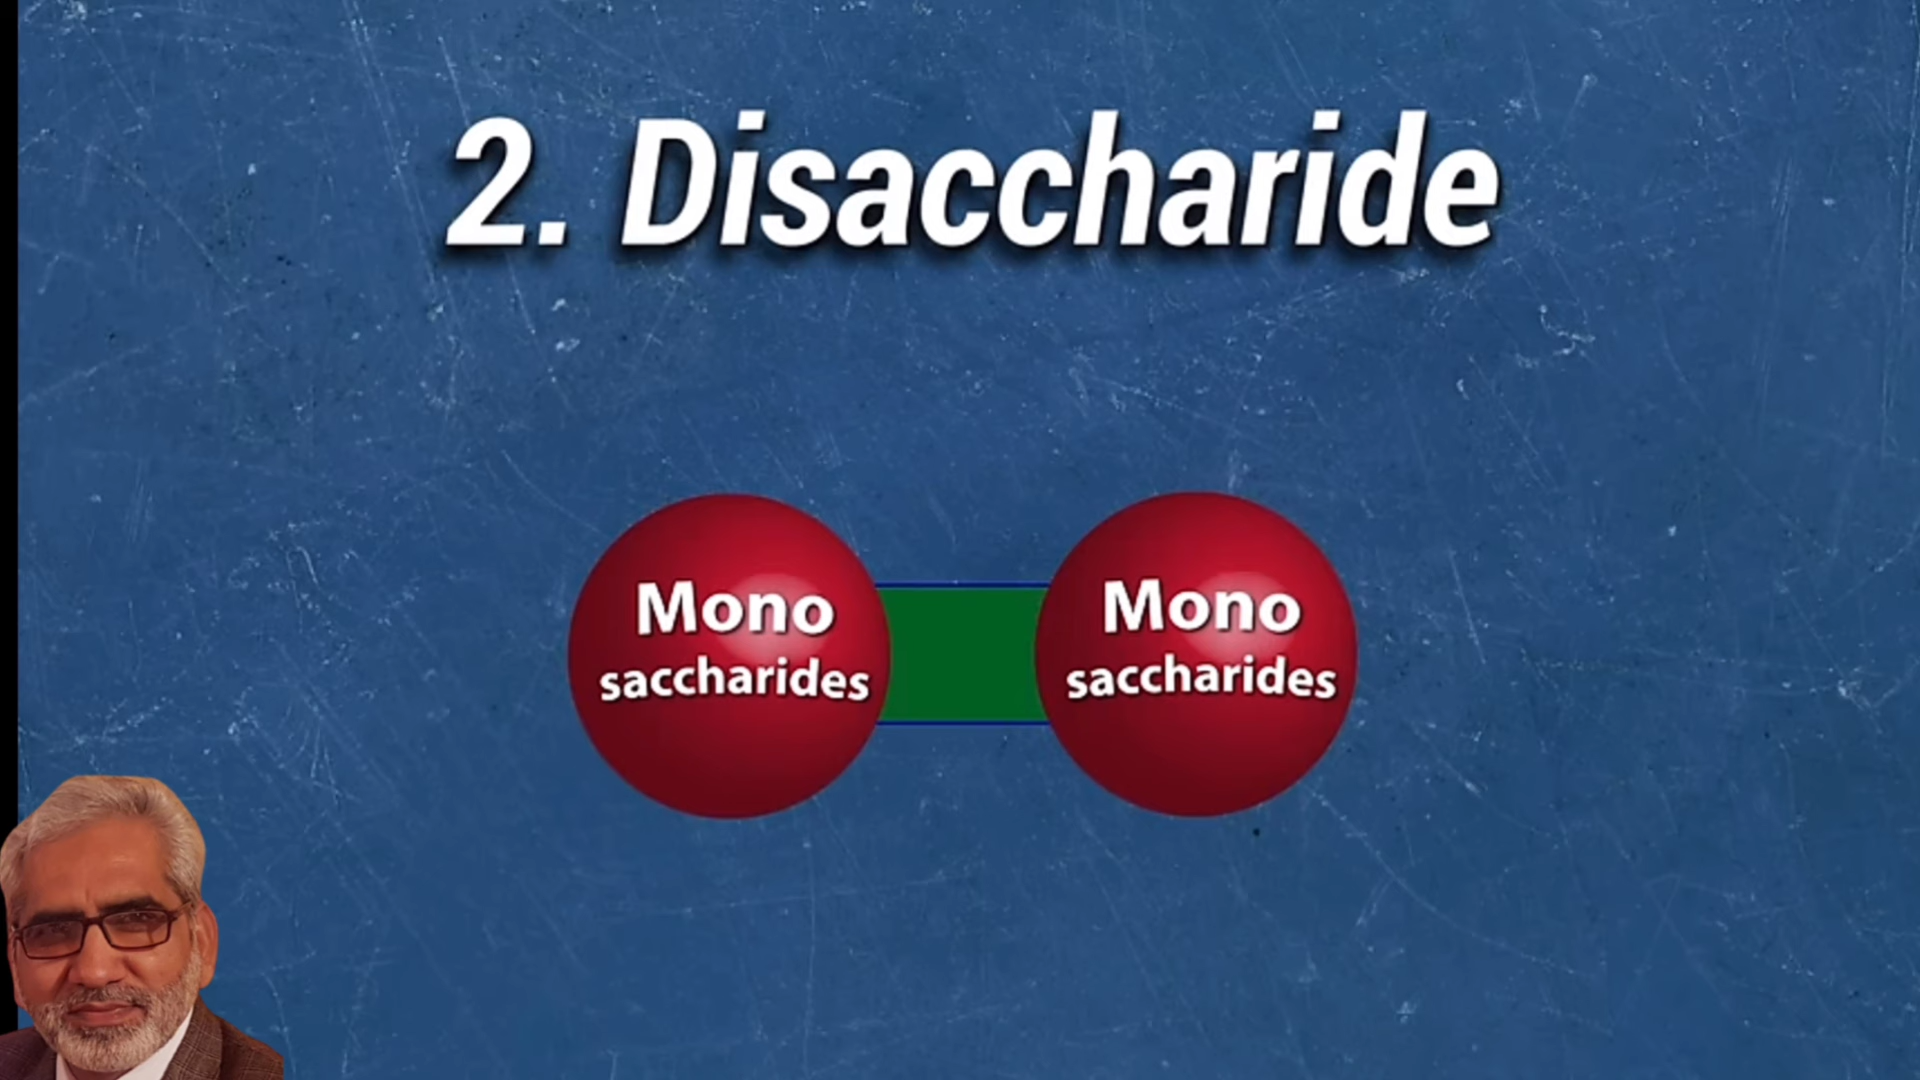 2. Disaccharide
Mono
saccharides
Mono
saccharides